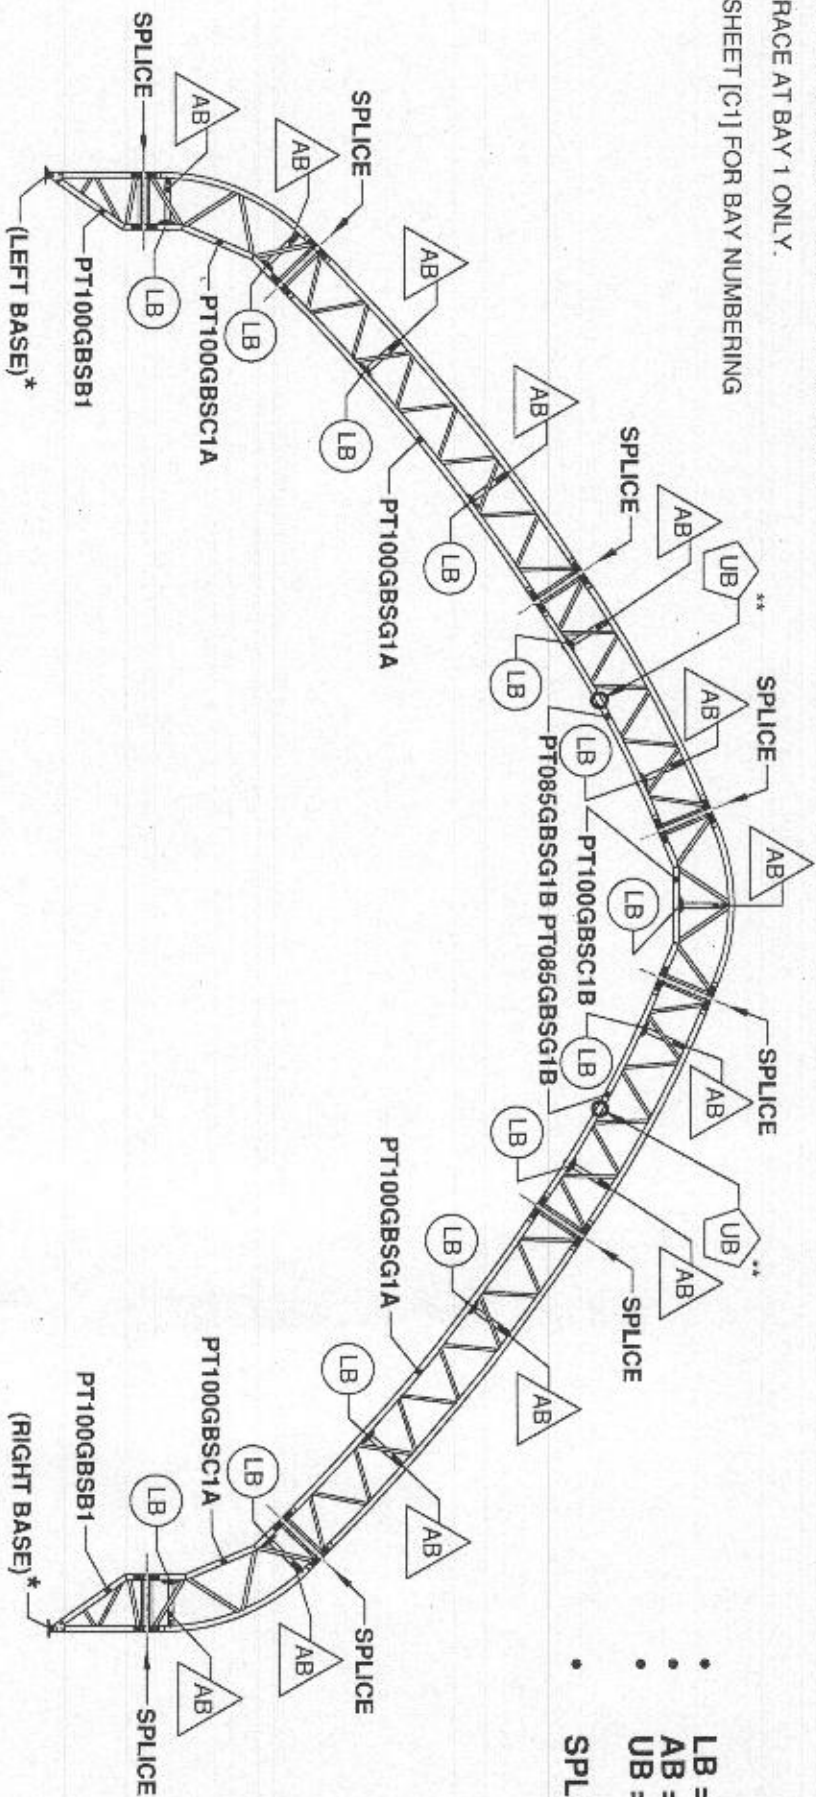 RACE AT BAY 1 ONLY.
SHEET [C1] FOR BAY NUMBERING
LB =
AB =
UB =
SPL
SPLICE
AB
(LEFT BASE)*
PT100GBSB1
LB
PT100GBSC1A
AB
SPLICE
LB
AB
LB
PT100GBSG1A
AB
LB
SPLICE
AB
UB **
LB
AB
LB
SPLICE
PT085GBSG1B PT085GBSG1B
PT100GBSC1B
AB
LB
SPLICE
LB
AB
LB
UB **
AB
SPLICE
PT100GBSG1A
LB
AB
LB
AB
PT100GBSC1A
LB
SPLICE
AB
PT100GBSB1
LB
AB
(RIGHT BASE)*
SPLICE